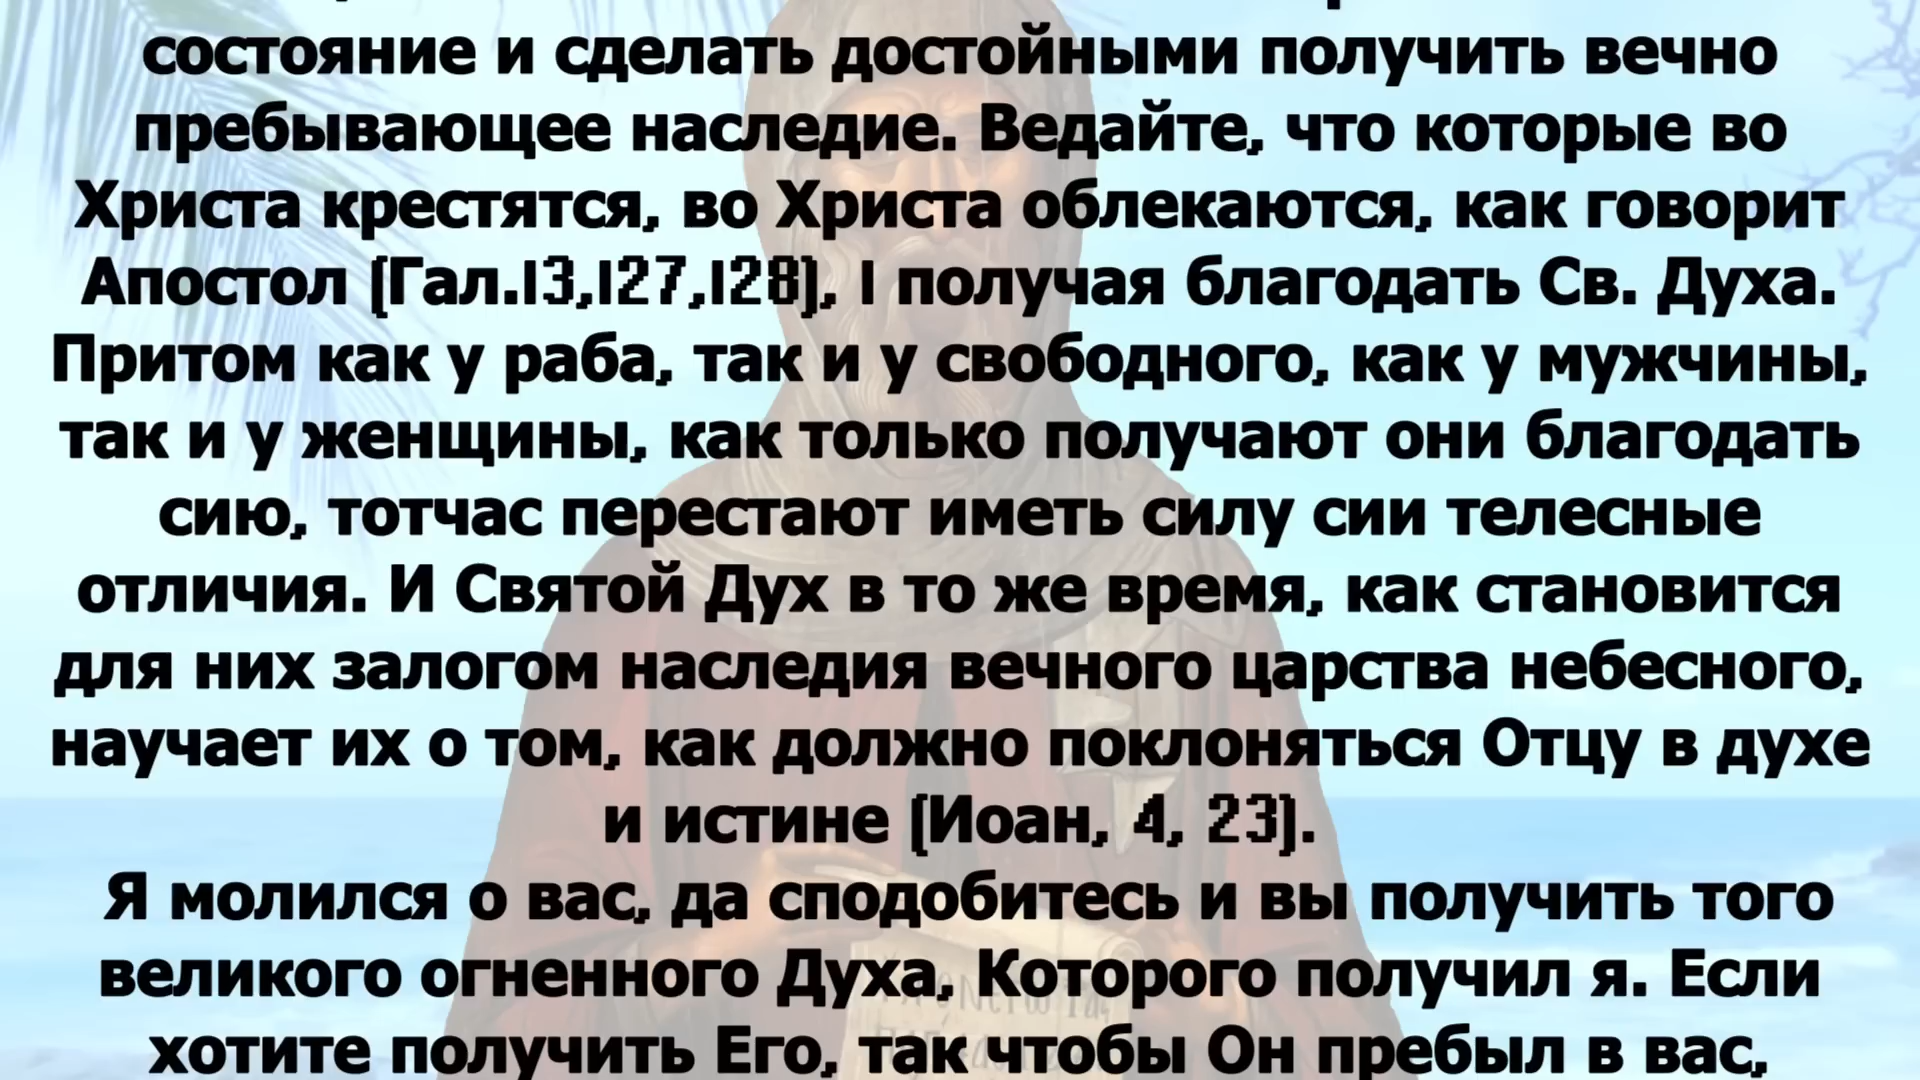 состояние и сделать достойными получить вечно
пребывающее наследие. Ведайте, что которые во
Христа крестятся, во Христа облекаются, как говорит
Апостол [Гал.I3,I27,I28], I получая благодать Св. Духа.
Притом как у раба, так и у свободного, как у мужчины,
так и у женщины, как только получают они благодать
сию, тотчас перестают иметь силу сии телесные
отличия. И Святой Дух в то же время, как становится
для них залогом наследия вечного царства небесного,
научает их о том, как должно поклоняться Отцу в духе
и истине [Иоан, 4, 23].
Я молился о вас, да сподобитесь и вы получить того
великого огненного Духа, Которого получил я. Если
хотите получить Его, так чтобы Он пребыл в вас,